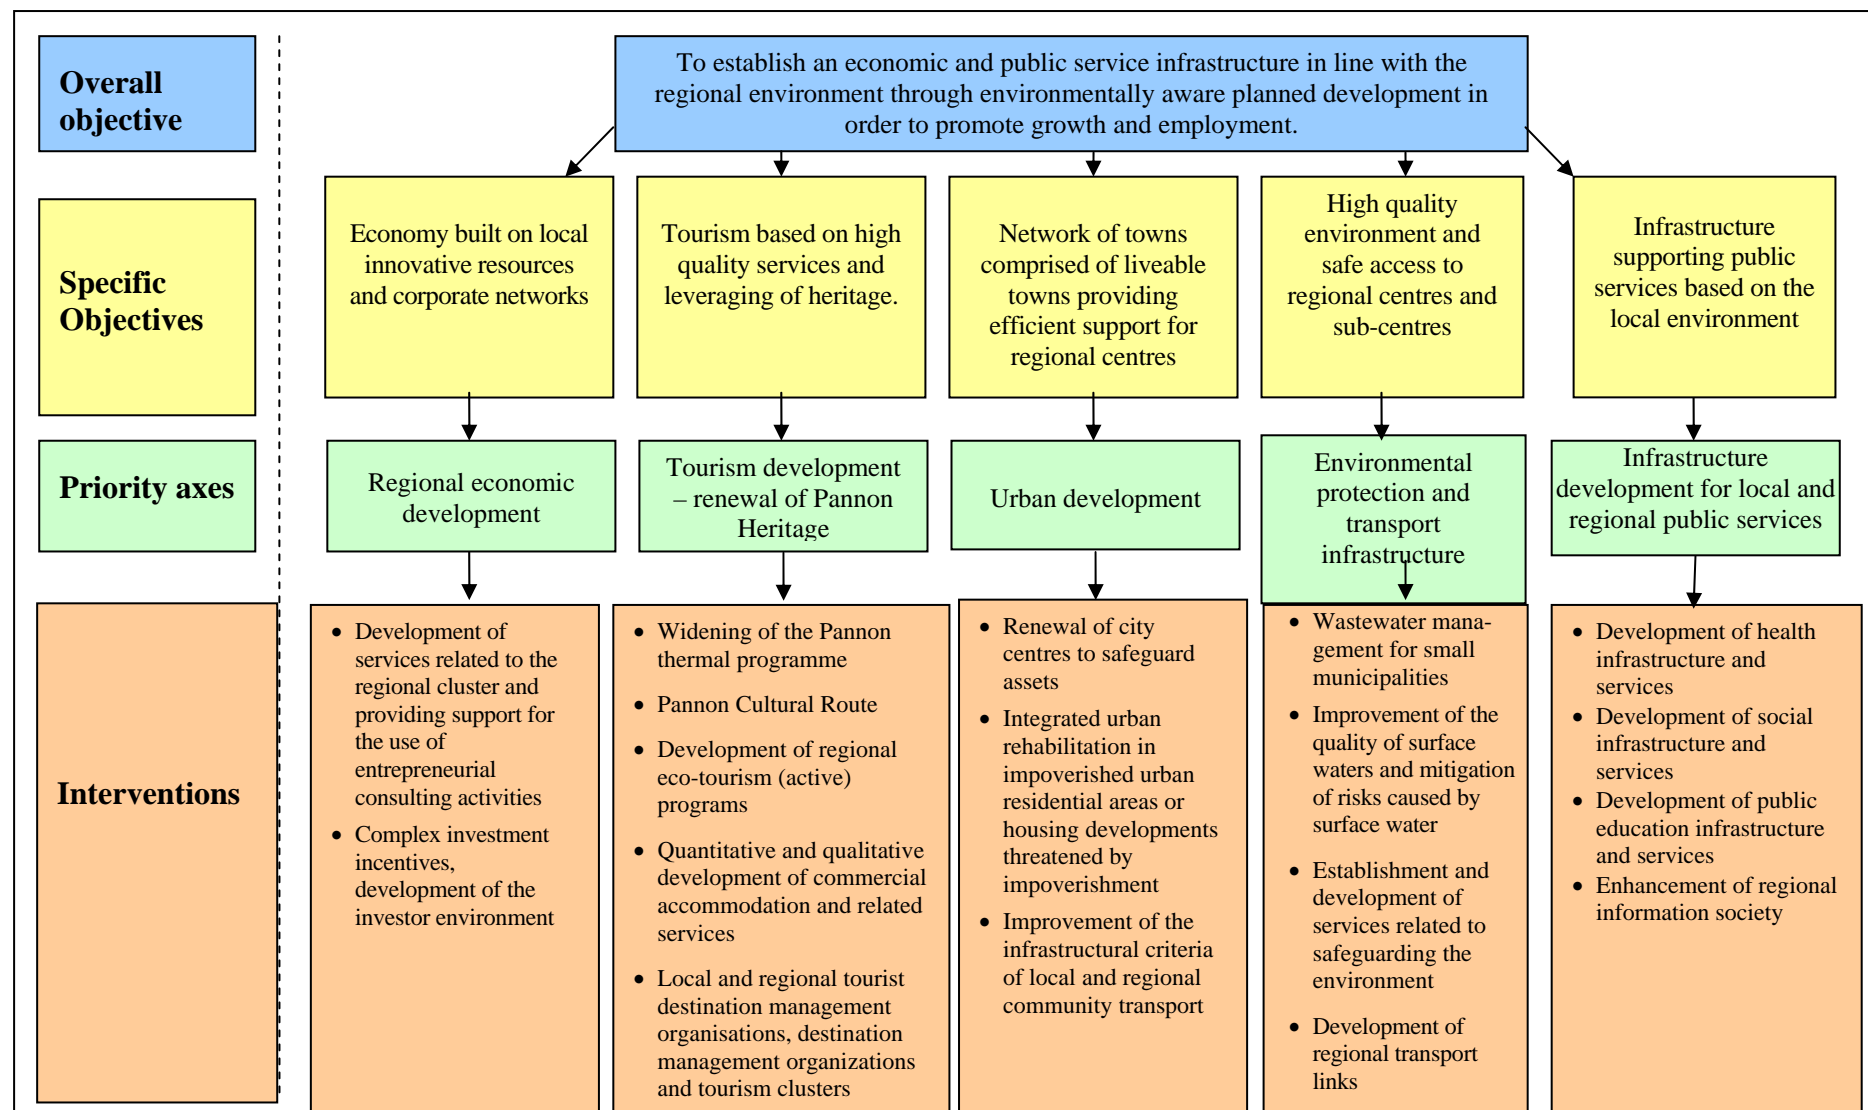 Overall
objective
To establish an economic and public service infrastructure in line with the
regional environment through environmentally aware planned development in
order to promote growth and employment.
Specific
Objectives
Economy built on local
innovative resources
and corporate networks
Tourism based on high
quality services and
leveraging of heritage.
Network of towns
comprised of liveable
towns providing
efficient support for
regional centres
High quality
environment and
safe access to
regional centres and
sub-centres
Infrastructure
supporting public
services based on the
local environment
Priority axes
Regional economic
development
Tourism development
– renewal of Pannon
Heritage
Urban development
Environmental
protection and
transport
infrastructure
Infrastructure
development for local and
regional public services
Interventions
• Development of
services related to the
regional cluster and
providing support for
the use of
entrepreneurial
consulting activities
• Complex investment
incentives,
development of the
investor environment
• Widening of the Pannon
thermal programme
• Pannon Cultural Route
• Development of regional
eco-tourism (active)
programs
• Quantitative and qualitative
development of commercial
accommodation and related
services
• Local and regional tourist
destination management
organisations, destination
management organizations
and tourism clusters
• Renewal of city
centres to safeguard
assets
• Integrated urban
rehabilitation in
impoverished urban
residential areas or
housing developments
threatened by
impoverishment
• Improvement of the
infrastructural criteria
of local and regional
community transport
• Wastewater mana-
gement for small
municipalities
• Improvement of the
quality of surface
waters and mitigation
of risks caused by
surface water
• Establishment and
development of
services related to
safeguarding the
environment
• Development of
regional transport
links
• Development of health
infrastructure and
services
• Development of social
infrastructure and
services
• Development of public
education infrastructure
and services
• Enhancement of regional
information society